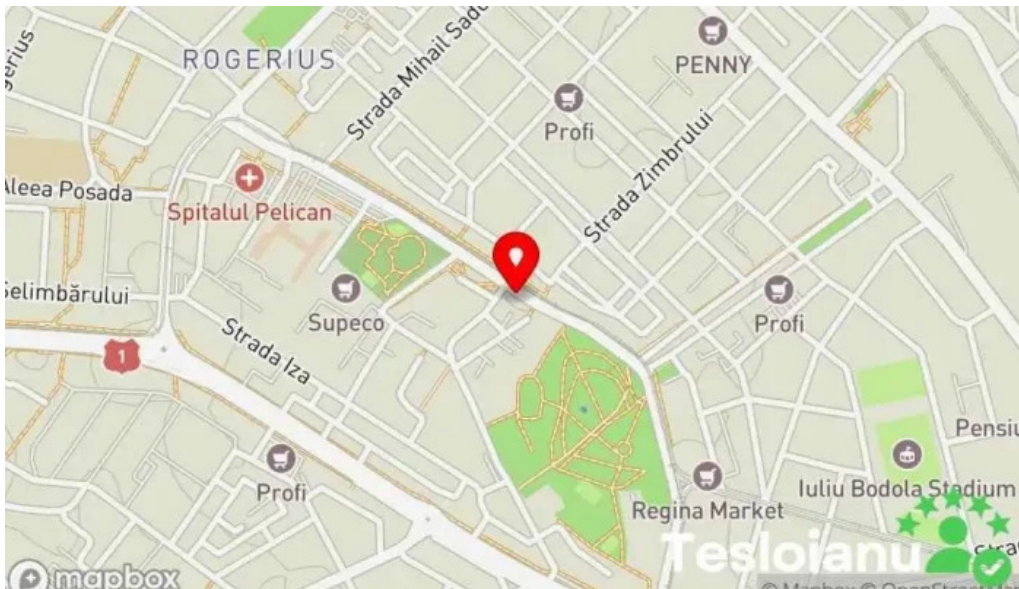 ROGERIUS
Strada Mihail Sado
PENNY
Profi
Strada Zimbrului
Aleea Posada
Spitalul Pelican
Selimbărului
Supeco
Strada Iza
1
Profi
Profi
Pensiu
Iuliu Bodola Stadium
Regina Market
Tesloianu
mapbox
© Mapbox © OpenStreetMap